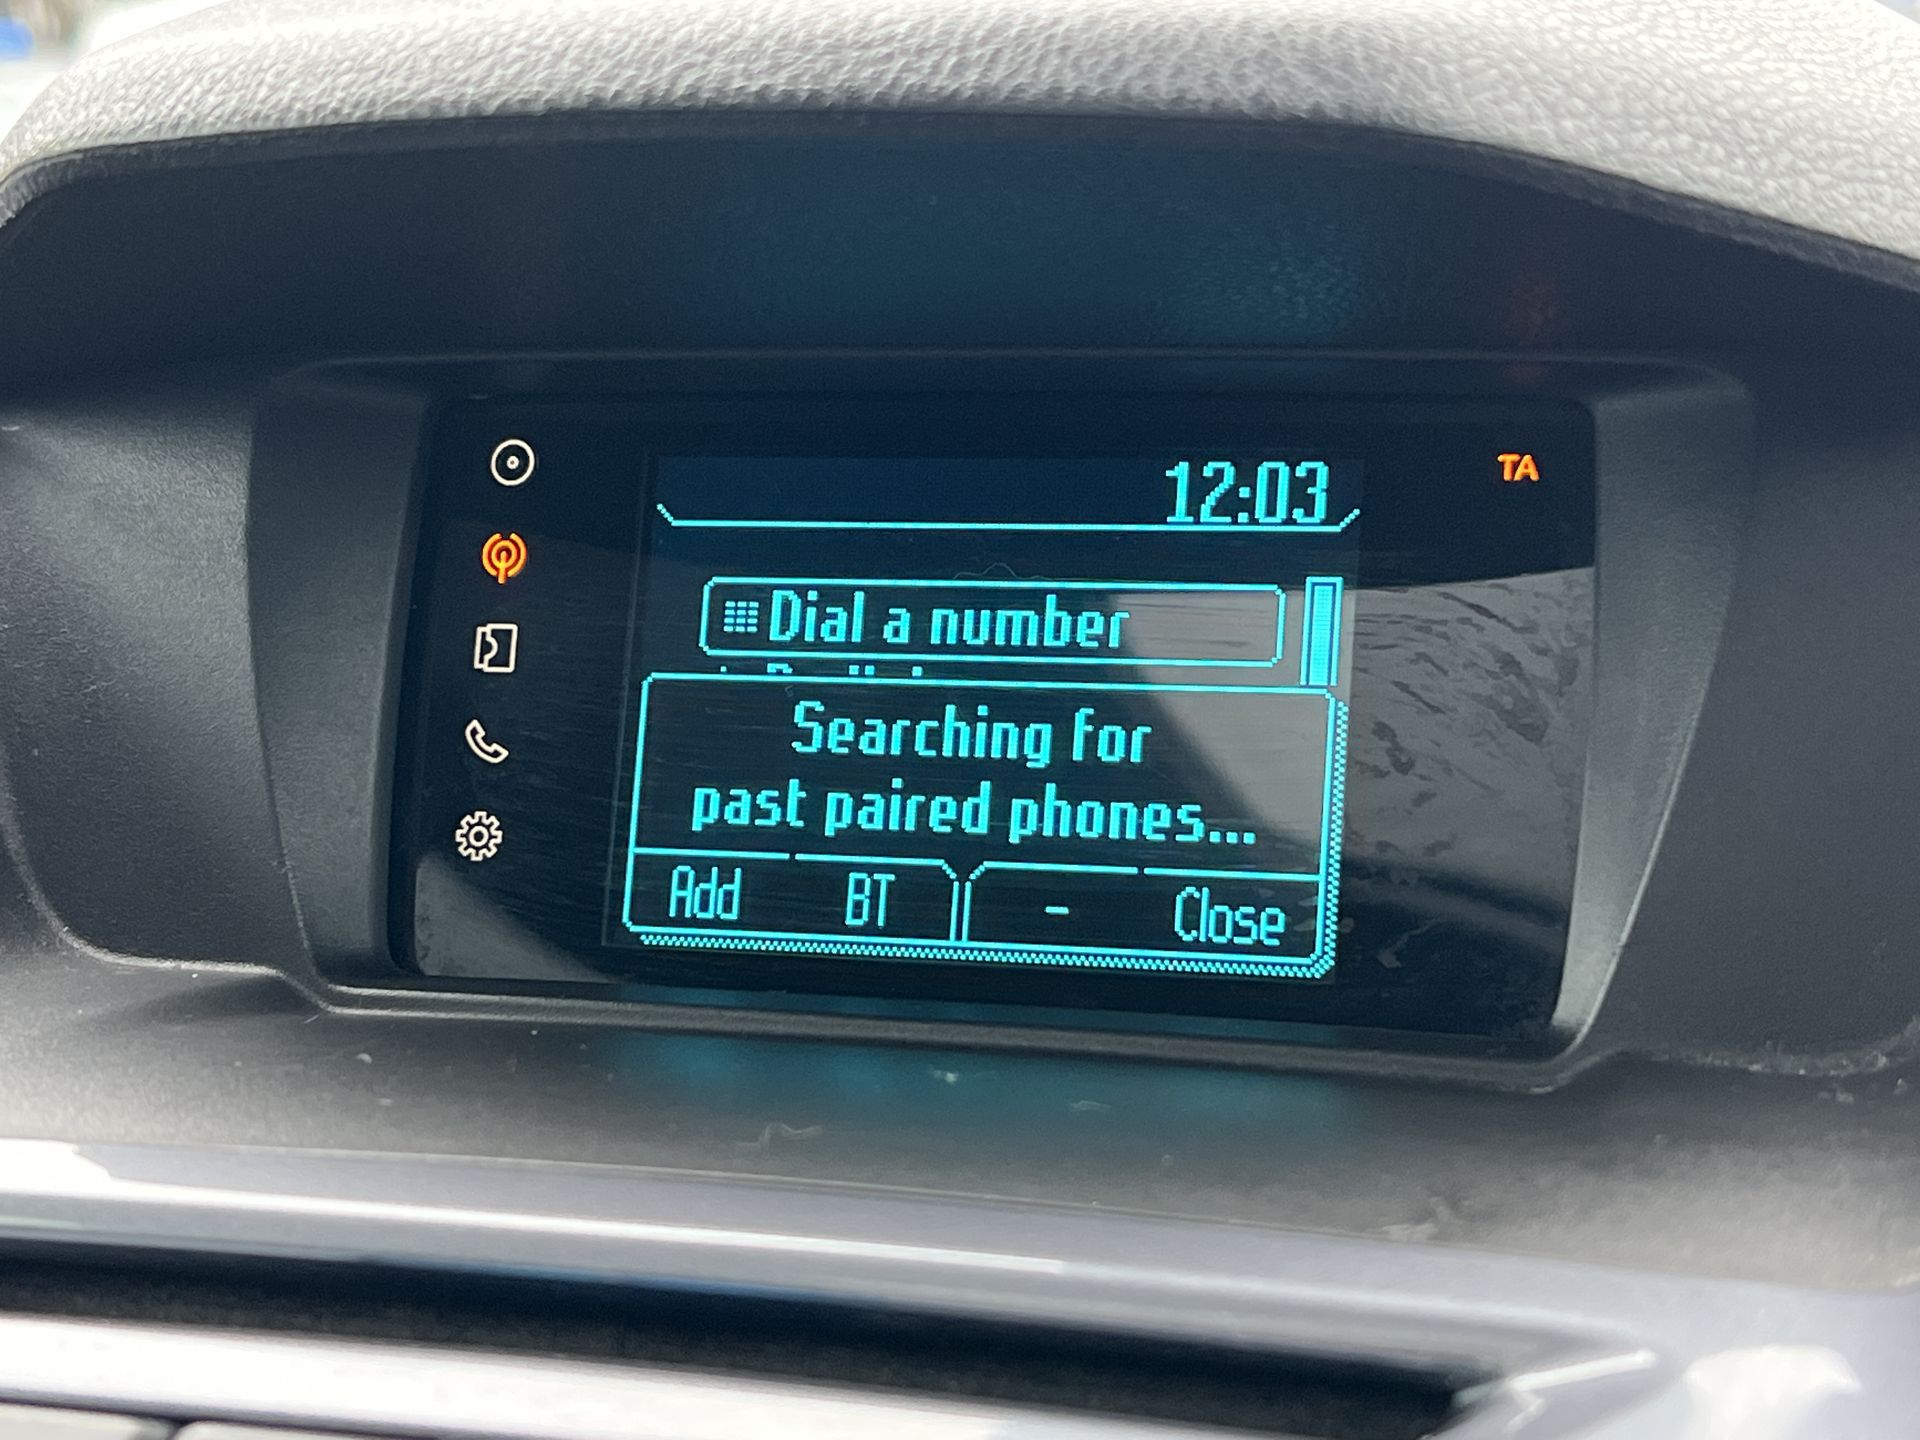 12:03
TA
Dial a number
Searching for
past paired phones...
Add BT - Close